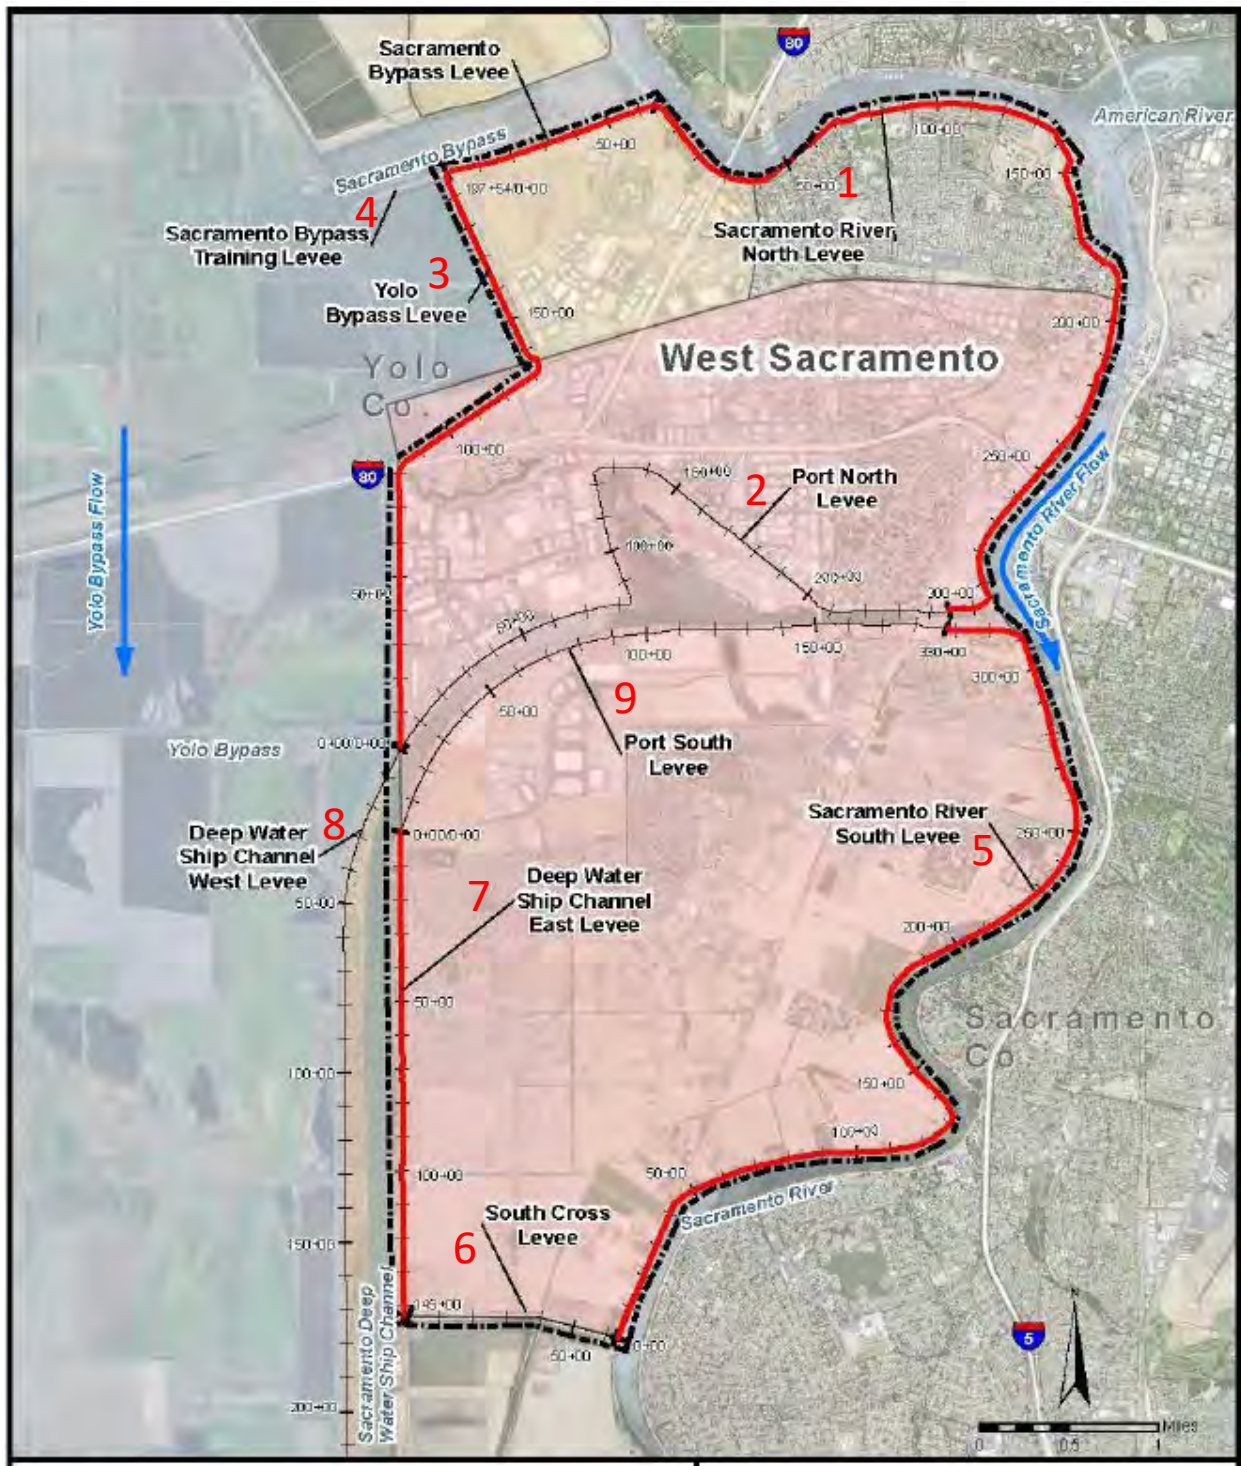 80
Sacramento
Bypass Levee
American River
Sacramento Bypass
50+00
100+00
197+54/0+00
50+00
1
150+00
4
Sacramento Bypass
Training Levee
Sacramento River
North Levee
3
Yolo
Bypass Levee
150+00
200+00
West Sacramento
Yolo
Co.
100+00
250+00
80
150+00
2
Port North
Levee
Sacramento River Flow
Yolo Bypass Flow
100+00
50+00
200+00
300+00
50+00
100+00
150+00
330+00
300+00
9
50+00
Yolo Bypass
0+00/0+00
Port South
Levee
8
Deep Water
Ship Channel
West Levee
0+00/0+00
Sacramento River
South Levee
250+00
5
7
Deep Water
Ship Channel
East Levee
50+00
200+00
50+00
Sacramento
Co
100+00
150+00
100+00
100+00
50+00
Sacramento River
South Cross
Levee
6
150+00
145+00
50+00
0+00
Sacramento Deep
Water Ship Channel
200+00
N
5
Miles
0
0.5
1